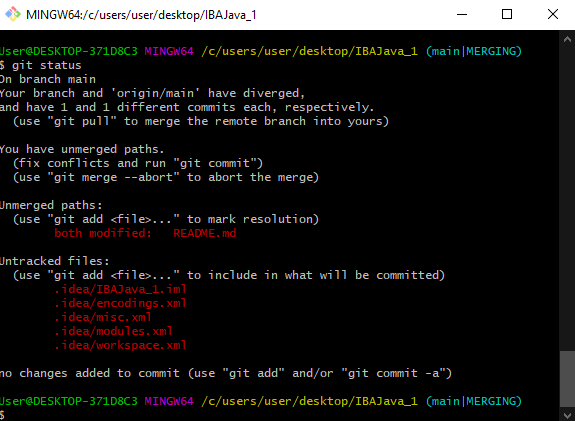 MINGW64:/c/users/user/desktop/IBAJava_1
User@DESKTOP-371D8C3 MINGW64 /c/users/user/desktop/IBAJava_1 (main|MERGING)
$ git status
On branch main
Your branch and 'origin/main' have diverged,
and have 1 and 1 different commits each, respectively.
  (use "git pull" to merge the remote branch into yours)
You have unmerged paths.
  (fix conflicts and run "git commit")
  (use "git merge --abort" to abort the merge)
Unmerged paths:
  (use "git add <file>..." to mark resolution)
        both modified:   README.md
Untracked files:
  (use "git add <file>..." to include in what will be committed)
        .idea/IBAJava_1.iml
        .idea/encodings.xml
        .idea/misc.xml
        .idea/modules.xml
        .idea/workspace.xml
no changes added to commit (use "git add" and/or "git commit -a")
User@DESKTOP-371D8C3 MINGW64 /c/users/user/desktop/IBAJava_1 (main|MERGING)
$